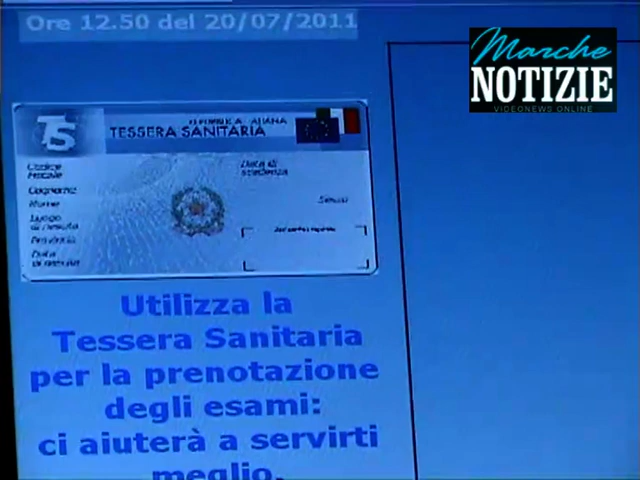 Ore 12.50 del 20/07/2011
Marche
NOTIZIE
VIDEONEWS ONLINE
TS
TESSERA SANITARIA
Codice
Fiscale
Data di
scadenza
Cognome
Nome
Sesso
Luogo
di nascita
Provincia
Data
di nascita
Utilizza la
Tessera Sanitaria
per la prenotazione
degli esami:
ci aiuterà a servirti
meglio.